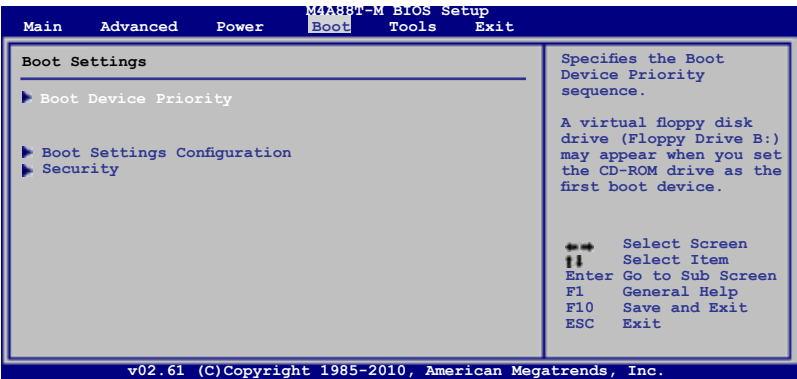 M4A88T-M BIOS Setup
Main Advanced Power Boot Tools Exit
Boot Settings
Boot Device Priority
Boot Settings Configuration
Security
Specifies the Boot
Device Priority
sequence.
A virtual floppy disk
drive (Floppy Drive B:)
may appear when you set
the CD-ROM drive as the
first boot device.
←→ Select Screen
↑↓ Select Item
Enter Go to Sub Screen
F1 General Help
F10 Save and Exit
ESC Exit
v02.61 (C)Copyright 1985-2010, American Megatrends, Inc.